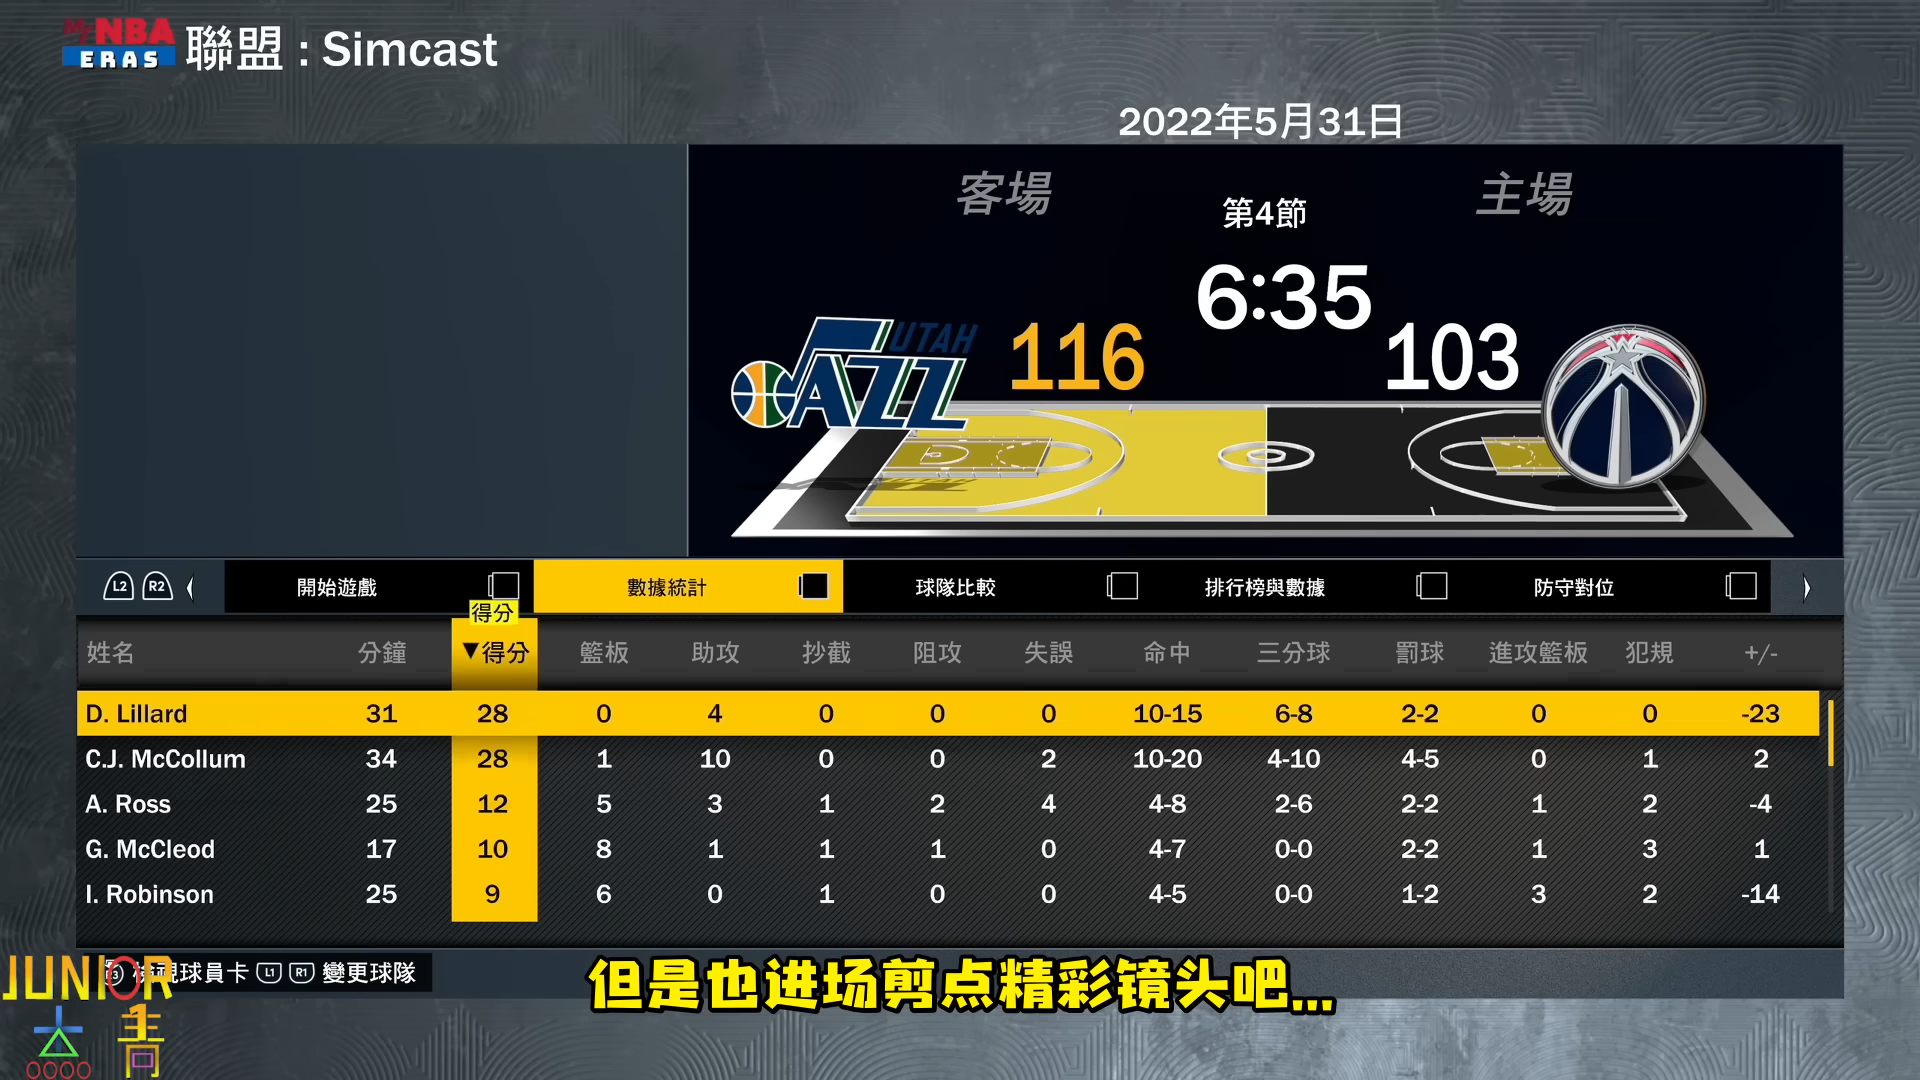 MyNBA ERAS 聯盟 : Simcast
2022年5月31日
客場
主場
第4節
6:35
UTAH JAZZ
116
103
L2 R2 開始遊戲 數據統計 球隊比較 排行榜與數據 防守對位
得分
姓名 分鐘 ▼得分 籃板 助攻 抄截 阻攻 失誤 命中 三分球 罰球 進攻籃板 犯規 +/-
D. Lillard 31 28 0 4 0 0 0 10-15 6-8 2-2 0 0 -23
C.J. McCollum 34 28 1 10 0 0 2 10-20 4-10 4-5 0 1 2
A. Ross 25 12 5 3 1 2 4 4-8 2-6 2-2 1 2 -4
G. McCleod 17 10 8 1 1 1 0 4-7 0-0 2-2 1 3 1
I. Robinson 25 9 6 0 1 0 0 4-5 0-0 1-2 3 2 -14
檢視球員卡 L1 R1 變更球隊
但是也进场剪点精彩镜头吧...
JUNIOR